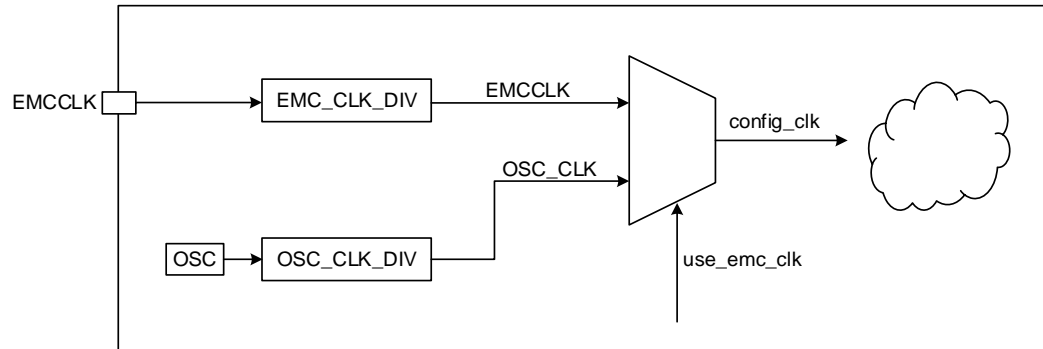 EMCCLK
EMC_CLK_DIV
EMCCLK
config_clk
OSC_CLK
OSC
OSC_CLK_DIV
use_emc_clk